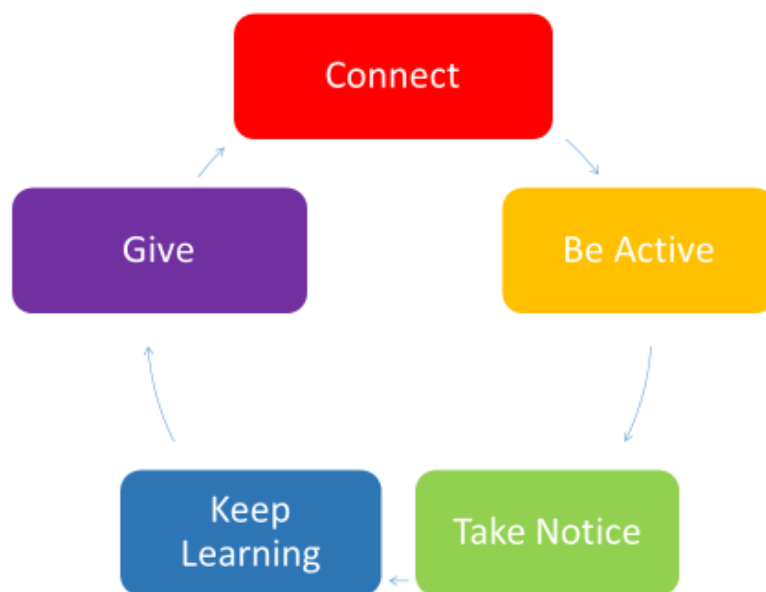 Connect
Be Active
Take Notice
Keep
Learning
Give